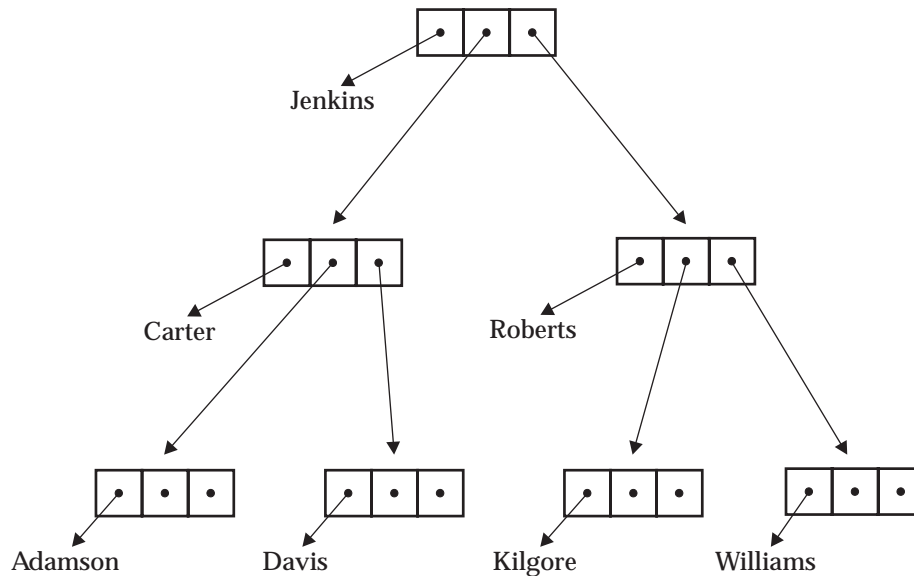 Jenkins
Carter
Roberts
Adamson
Davis
Kilgore
Williams